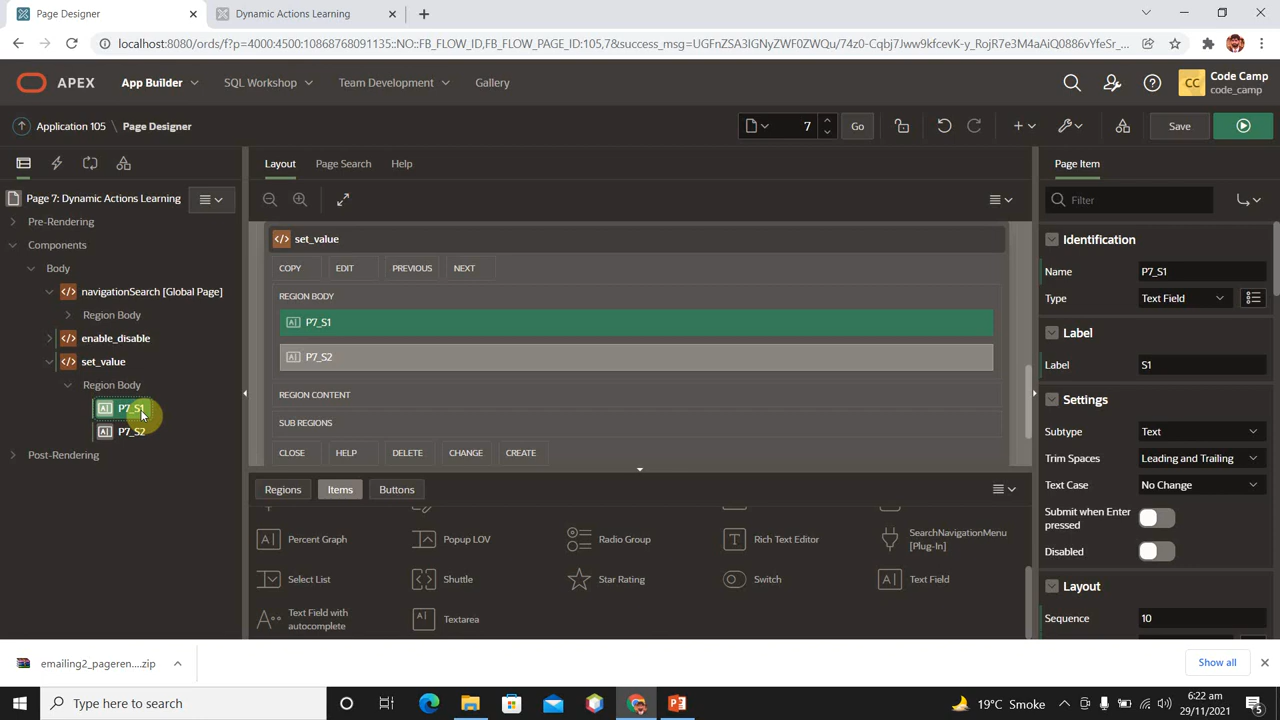 Page Designer
Dynamic Actions Learning
localhost:8080/ords/f?p=4000:4500:10868768091135::NO::FB_FLOW_ID,FB_FLOW_PAGE_ID:105,7&success_msg=UGFnZSA3IGNyZWF0ZWQu/74z0-Cqbj7Jww9kfcevK-y_RojR7e3M4aAiQ0886vYfeSr_...
APEX
App Builder
SQL Workshop
Team Development
Gallery
CC
Code Camp
code_camp
Application 105
Page Designer
7
Go
Save
Layout
Page Search
Help
Page Item
Page 7: Dynamic Actions Learning
Filter
Pre-Rendering
Components
Body
navigationSearch [Global Page]
Region Body
enable_disable
set_value
Region Body
P7_S1
P7_S2
Post-Rendering
set_value
COPY EDIT PREVIOUS NEXT
REGION BODY
P7_S1
P7_S2
REGION CONTENT
SUB REGIONS
CLOSE HELP DELETE CHANGE CREATE
Regions Items Buttons
Percent Graph
Popup LOV
Radio Group
Rich Text Editor
SearchNavigationMenu
[Plug-In]
Select List
Shuttle
Star Rating
Switch
Text Field
Text Field with
autocomplete
Textarea
Identification
Name P7_S1
Type Text Field
Label
Label S1
Settings
Subtype Text
Trim Spaces Leading and Trailing
Text Case No Change
Submit when Enter
pressed
Disabled
Layout
Sequence 10
emailing2_pageren....zip
Show all
Type here to search
19°C Smoke
6:22 am
29/11/2021
5